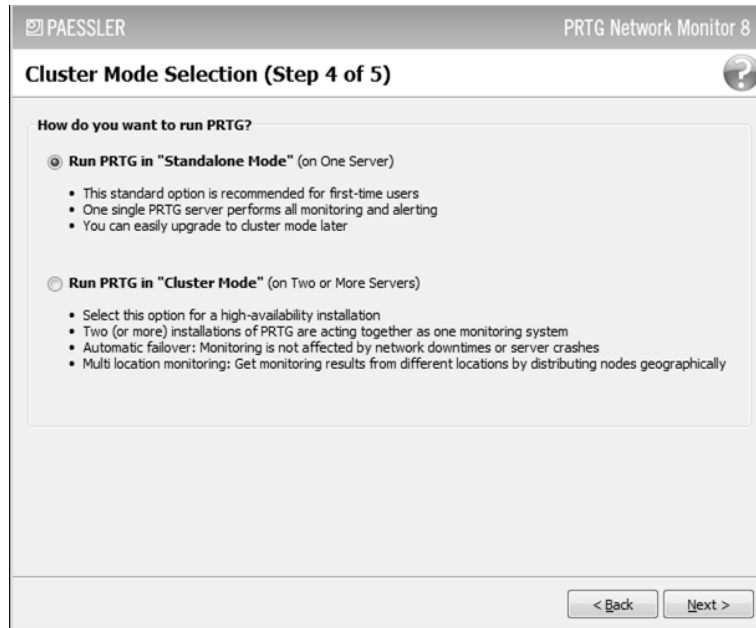 PAESSLER
PRTG Network Monitor 8
Cluster Mode Selection (Step 4 of 5)
?
How do you want to run PRTG?
Run PRTG in "Standalone Mode" (on One Server)
• This standard option is recommended for first-time users
• One single PRTG server performs all monitoring and alerting
• You can easily upgrade to cluster mode later
Run PRTG in "Cluster Mode" (on Two or More Servers)
• Select this option for a high-availability installation
• Two (or more) installations of PRTG are acting together as one monitoring system
• Automatic failover: Monitoring is not affected by network downtimes or server crashes
• Multi location monitoring: Get monitoring results from different locations by distributing nodes geographically
< Back
Next >